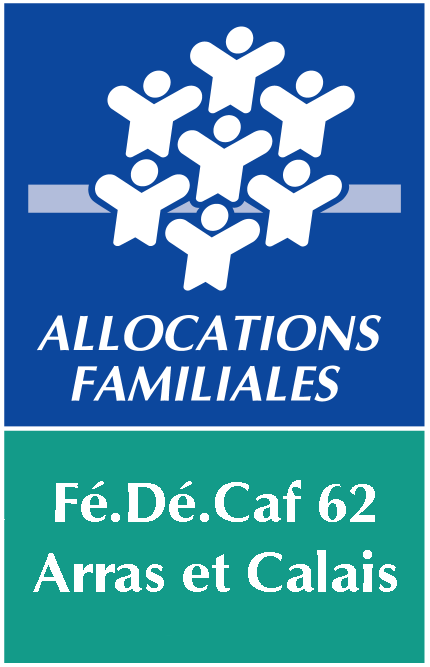 ALLOCATIONS
FAMILIALES
Fé.Dé.Caf 62
Arras et Calais